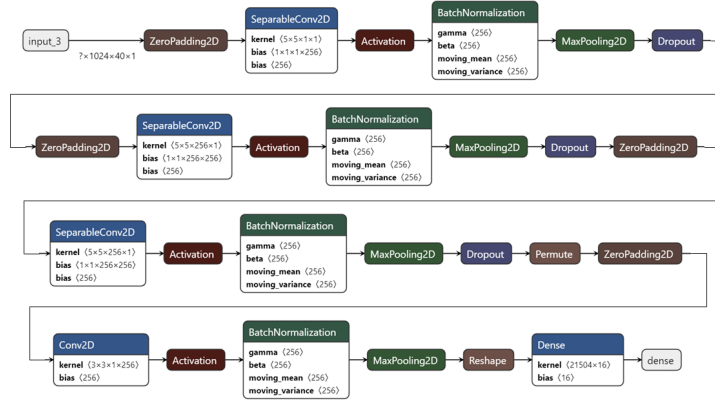 input_3
?×1024×40×1
ZeroPadding2D
SeparableConv2D
kernel ⟨5×5×1×1⟩
bias ⟨1×1×1×256⟩
bias ⟨256⟩
Activation
BatchNormalization
gamma ⟨256⟩
beta ⟨256⟩
moving_mean ⟨256⟩
moving_variance ⟨256⟩
MaxPooling2D
Dropout
ZeroPadding2D
SeparableConv2D
kernel ⟨5×5×256×1⟩
bias ⟨1×1×256×256⟩
bias ⟨256⟩
Activation
BatchNormalization
gamma ⟨256⟩
beta ⟨256⟩
moving_mean ⟨256⟩
moving_variance ⟨256⟩
MaxPooling2D
Dropout
ZeroPadding2D
SeparableConv2D
kernel ⟨5×5×256×1⟩
bias ⟨1×1×256×256⟩
bias ⟨256⟩
Activation
BatchNormalization
gamma ⟨256⟩
beta ⟨256⟩
moving_mean ⟨256⟩
moving_variance ⟨256⟩
MaxPooling2D
Dropout
Permute
ZeroPadding2D
Conv2D
kernel ⟨3×3×1×256⟩
bias ⟨256⟩
Activation
BatchNormalization
gamma ⟨256⟩
beta ⟨256⟩
moving_mean ⟨256⟩
moving_variance ⟨256⟩
MaxPooling2D
Reshape
Dense
kernel ⟨21504×16⟩
bias ⟨16⟩
dense